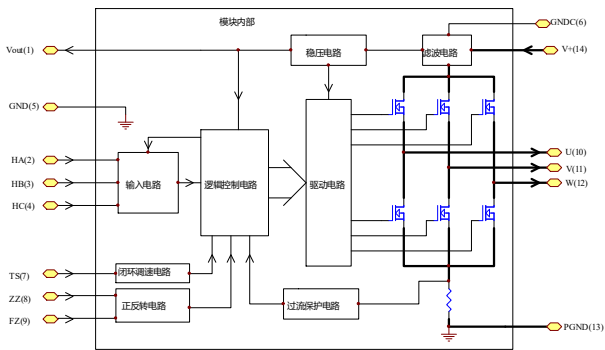 模块内部
GNDC(6)
Vout(1)
稳压电路
滤波电路
V+(14)
GND(5)
HA(2)
HB(3)
HC(4)
输入电路
逻辑控制电路
驱动电路
U(10)
V(11)
W(12)
TS(7)
闭环调速电路
ZZ(8)
正反转电路
FZ(9)
过流保护电路
PGND(13)